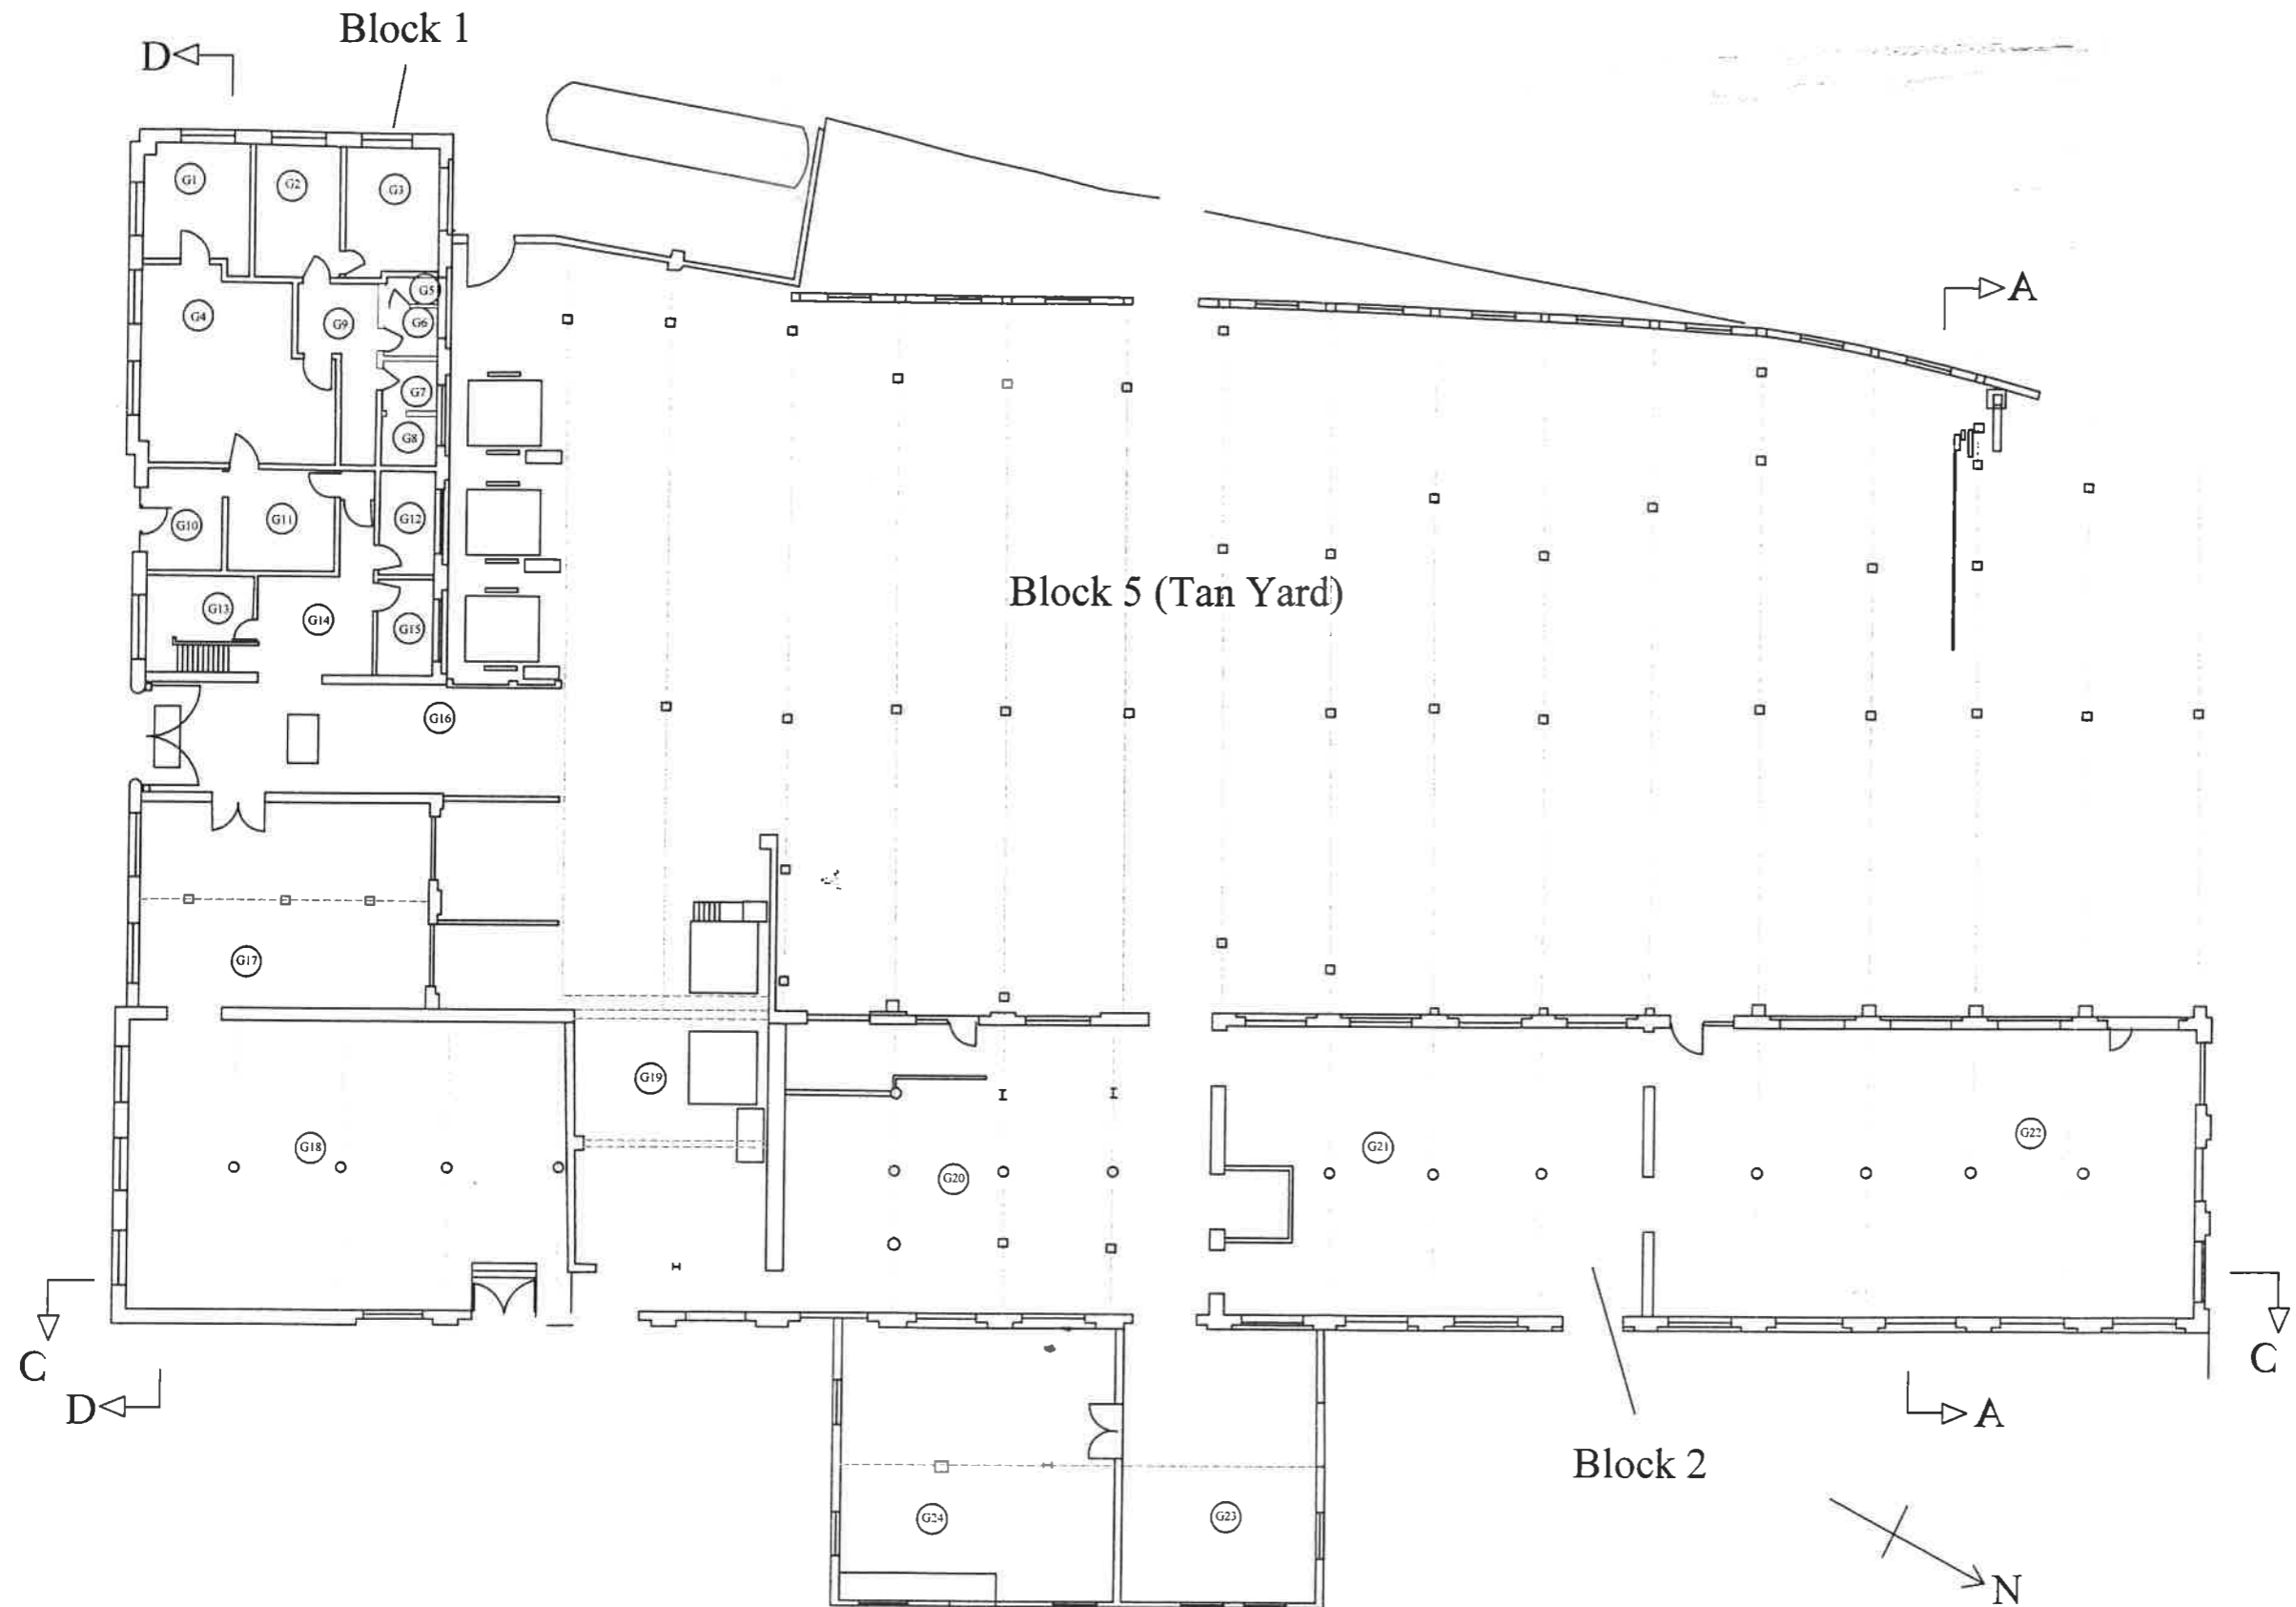 Block 1
D
G1
G2
G3
G5
G4
G9
G6
A
G7
G8
G10
G11
G12
Block 5 (Tan Yard)
G13
G14
G15
G16
G17
G19
G18
G20
G21
G22
C
C
D
A
Block 2
G24
G23
N